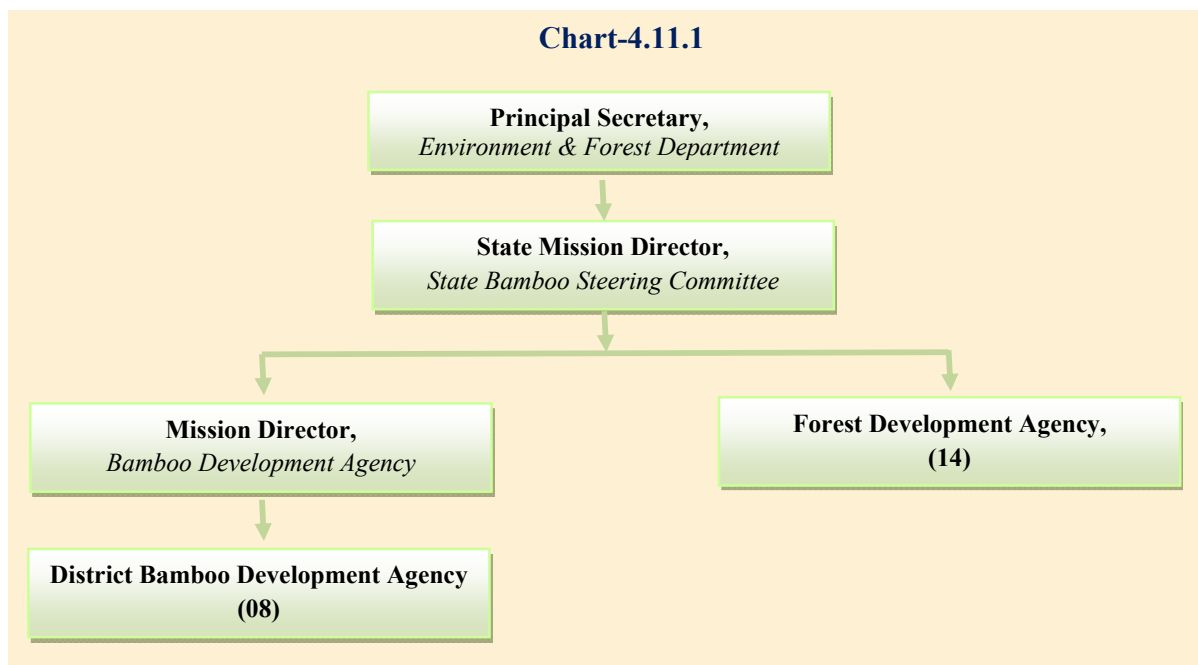 Chart-4.11.1
Principal Secretary,
Environment & Forest Department
State Mission Director,
State Bamboo Steering Committee
Mission Director,
Bamboo Development Agency
Forest Development Agency,
(14)
District Bamboo Development Agency
(08)